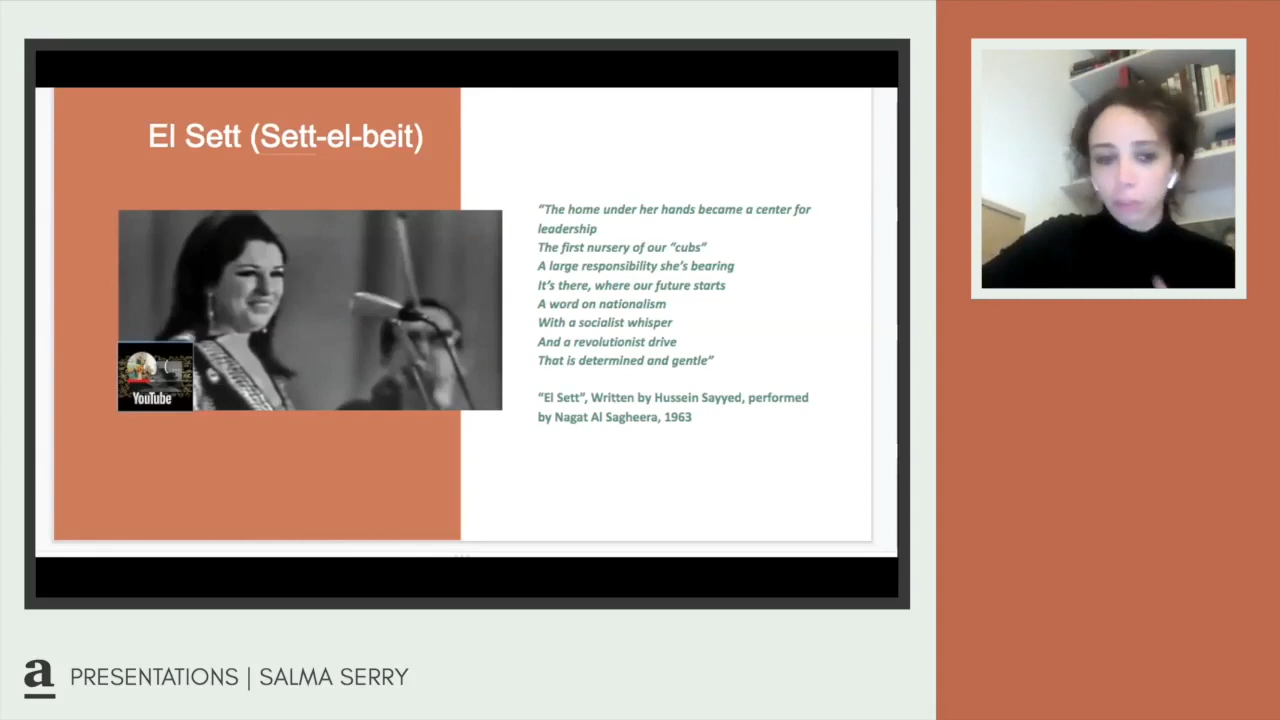 El Sett (Sett-el-beit)
“The home under her hands became a center for
leadership
The first nursery of our “cubs”
A large responsibility she’s bearing
It’s there, where our future starts
A word on nationalism
With a socialist whisper
And a revolutionist drive
That is determined and gentle”
“El Sett”, Written by Hussein Sayyed, performed
by Nagat Al Sagheera, 1963
YouTube
a PRESENTATIONS | SALMA SERRY